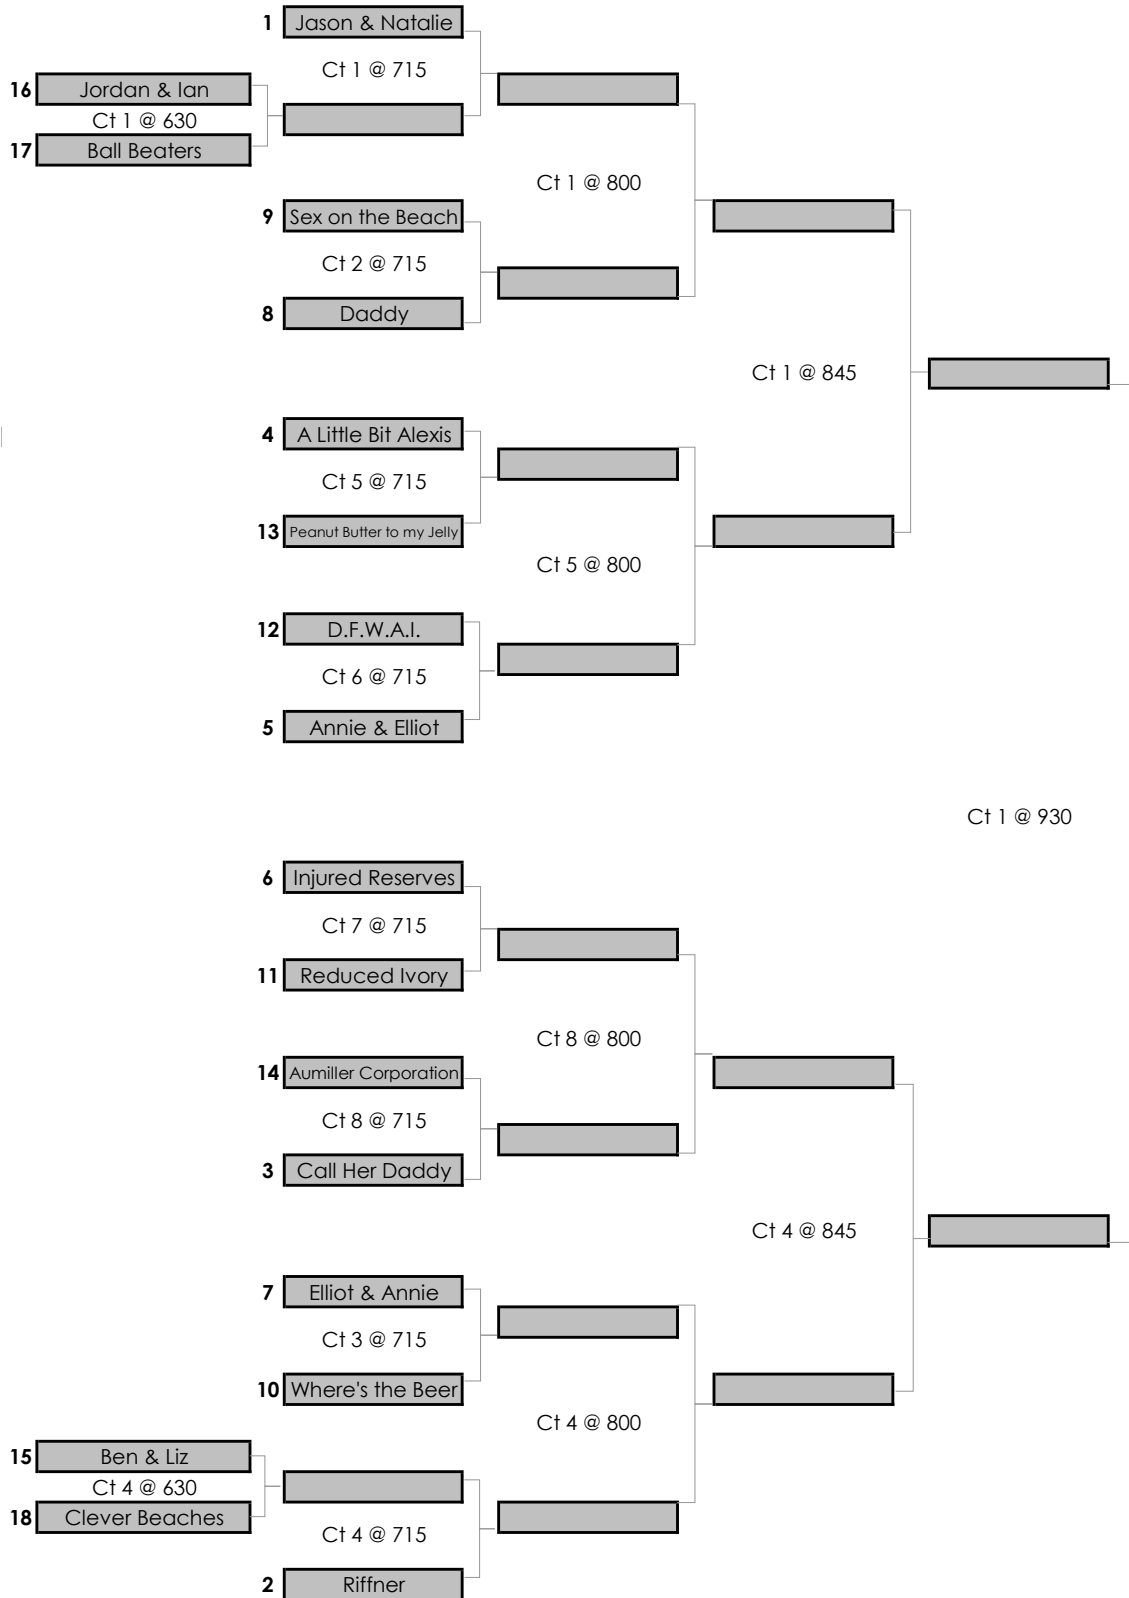 1 Jason & Natalie
Ct 1 @ 715
16 Jordan & Ian
Ct 1 @ 630
17 Ball Beaters
Ct 1 @ 800
9 Sex on the Beach
Ct 2 @ 715
8 Daddy
Ct 1 @ 845
4 A Little Bit Alexis
Ct 5 @ 715
13 Peanut Butter to my Jelly
Ct 5 @ 800
12 D.F.W.A.I.
Ct 6 @ 715
5 Annie & Elliot
Ct 1 @ 930
6 Injured Reserves
Ct 7 @ 715
11 Reduced Ivory
Ct 8 @ 800
14 Aumiller Corporation
Ct 8 @ 715
3 Call Her Daddy
Ct 4 @ 845
7 Elliot & Annie
Ct 3 @ 715
10 Where's the Beer
Ct 4 @ 800
15 Ben & Liz
Ct 4 @ 630
18 Clever Beaches
Ct 4 @ 715
2 Riffner